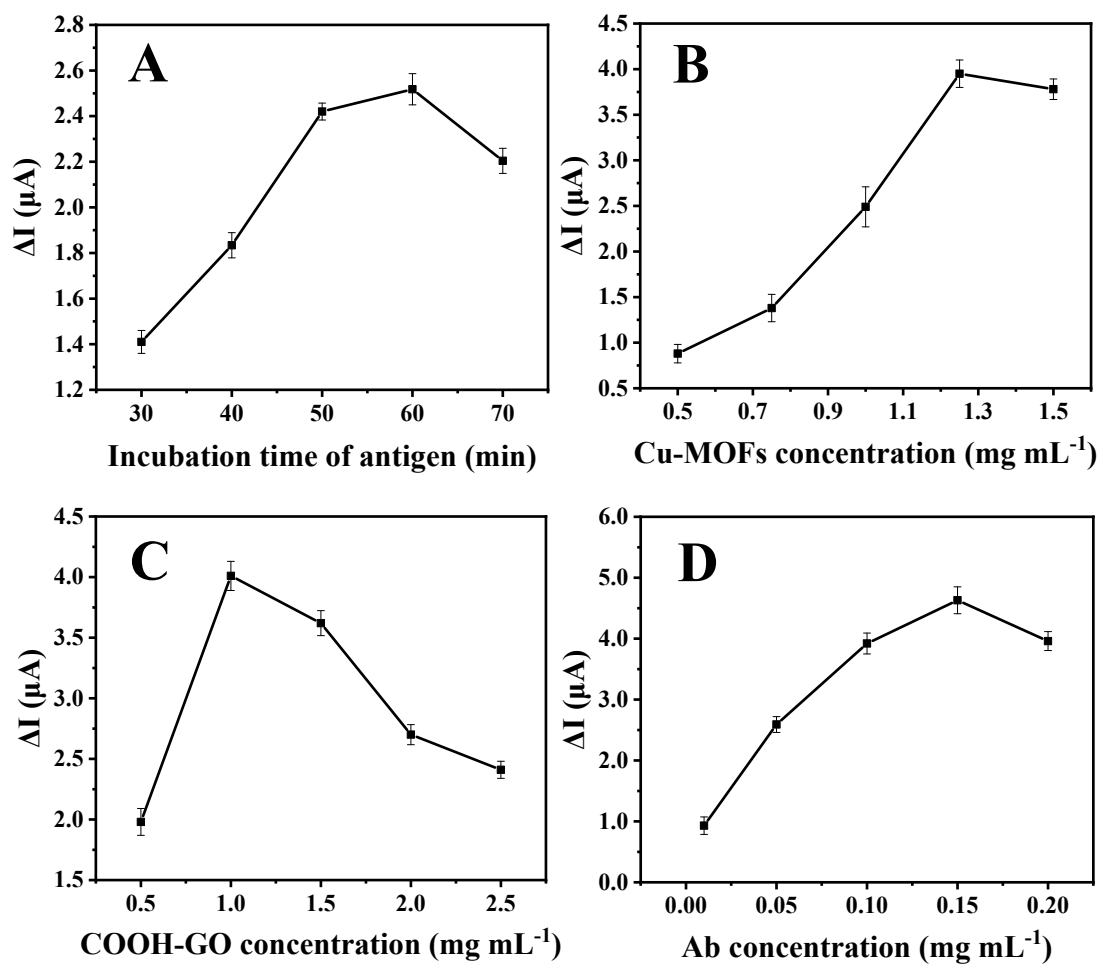 A
ΔI (μA)
2.8
2.6
2.4
2.2
2.0
1.8
1.6
1.4
1.2
30 40 50 60 70
Incubation time of antigen (min)
B
ΔI (μA)
4.5
4.0
3.5
3.0
2.5
2.0
1.5
1.0
0.5
0.5 0.7 0.9 1.1 1.3 1.5
Cu-MOFs concentration (mg mL⁻¹)
C
ΔI (μA)
4.5
4.0
3.5
3.0
2.5
2.0
1.5
0.5 1.0 1.5 2.0 2.5
COOH-GO concentration (mg mL⁻¹)
D
ΔI (μA)
6.0
5.0
4.0
3.0
2.0
1.0
0.0
0.00 0.05 0.10 0.15 0.20
Ab concentration (mg mL⁻¹)